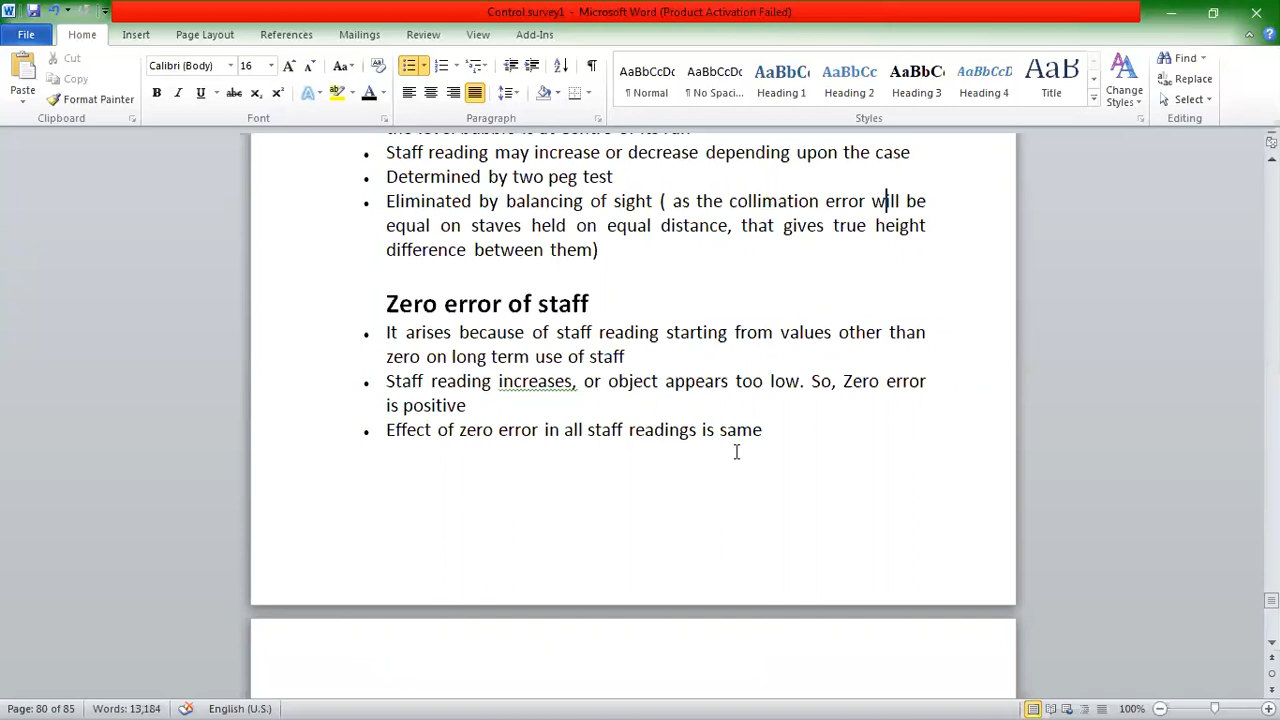 Control.survey1 - Microsoft Word (Product Activation Failed)
File Home Insert Page Layout References Mailings Review View Add-Ins
Paste Cut Copy Format Painter
Calibri (Body) 16
AaBbCcDc AaBbCcDc AaBbCc AaBbCc AaBbCc AaBbCcD AaB
¶ Normal ¶ No Spaci... Heading 1 Heading 2 Heading 3 Heading 4 Title
Change Styles
Find Replace Select
Clipboard Font Paragraph Styles Editing
• Staff reading may increase or decrease depending upon the case
• Determined by two peg test
• Eliminated by balancing of sight ( as the collimation error will be
equal on staves held on equal distance, that gives true height
difference between them)
Zero error of staff
• It arises because of staff reading starting from values other than
zero on long term use of staff
• Staff reading increases, or object appears too low. So, Zero error
is positive
• Effect of zero error in all staff readings is same
Page: 80 of 85 Words: 13,184 English (U.S.) 100%